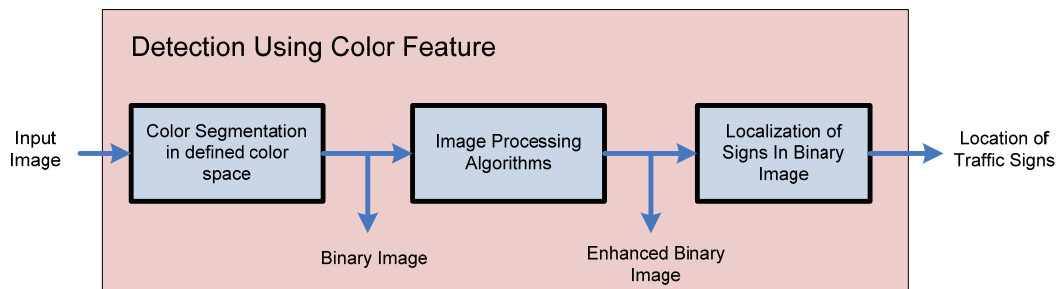 Detection Using Color Feature
Input
Image
Color Segmentation
in defined color
space
Image Processing
Algorithms
Localization of
Signs In Binary
Image
Location of
Traffic Signs
Binary Image
Enhanced Binary
Image